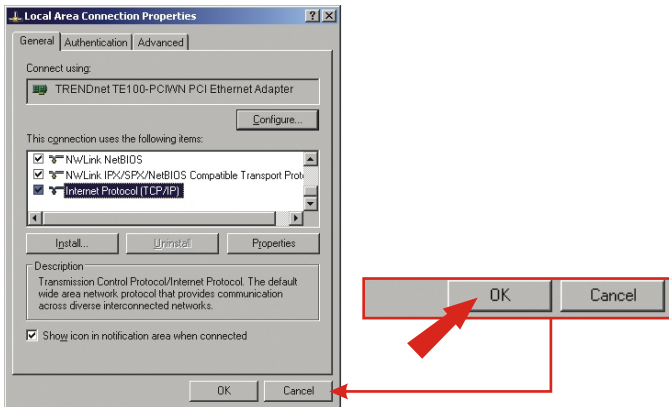 Local Area Connection Properties
General Authentication Advanced
Connect using:
TRENDnet TE100-PCIWN PCI Ethernet Adapter
Configure...
This connection uses the following items:
NWLink NetBIOS
NWLink IPX/SPX/NetBIOS Compatible Transport Prot
Internet Protocol (TCP/IP)
Install... Uninstall Properties
Description
Transmission Control Protocol/Internet Protocol. The default
wide area network protocol that provides communication
across diverse interconnected networks.
Show icon in notification area when connected
OK Cancel
OK Cancel